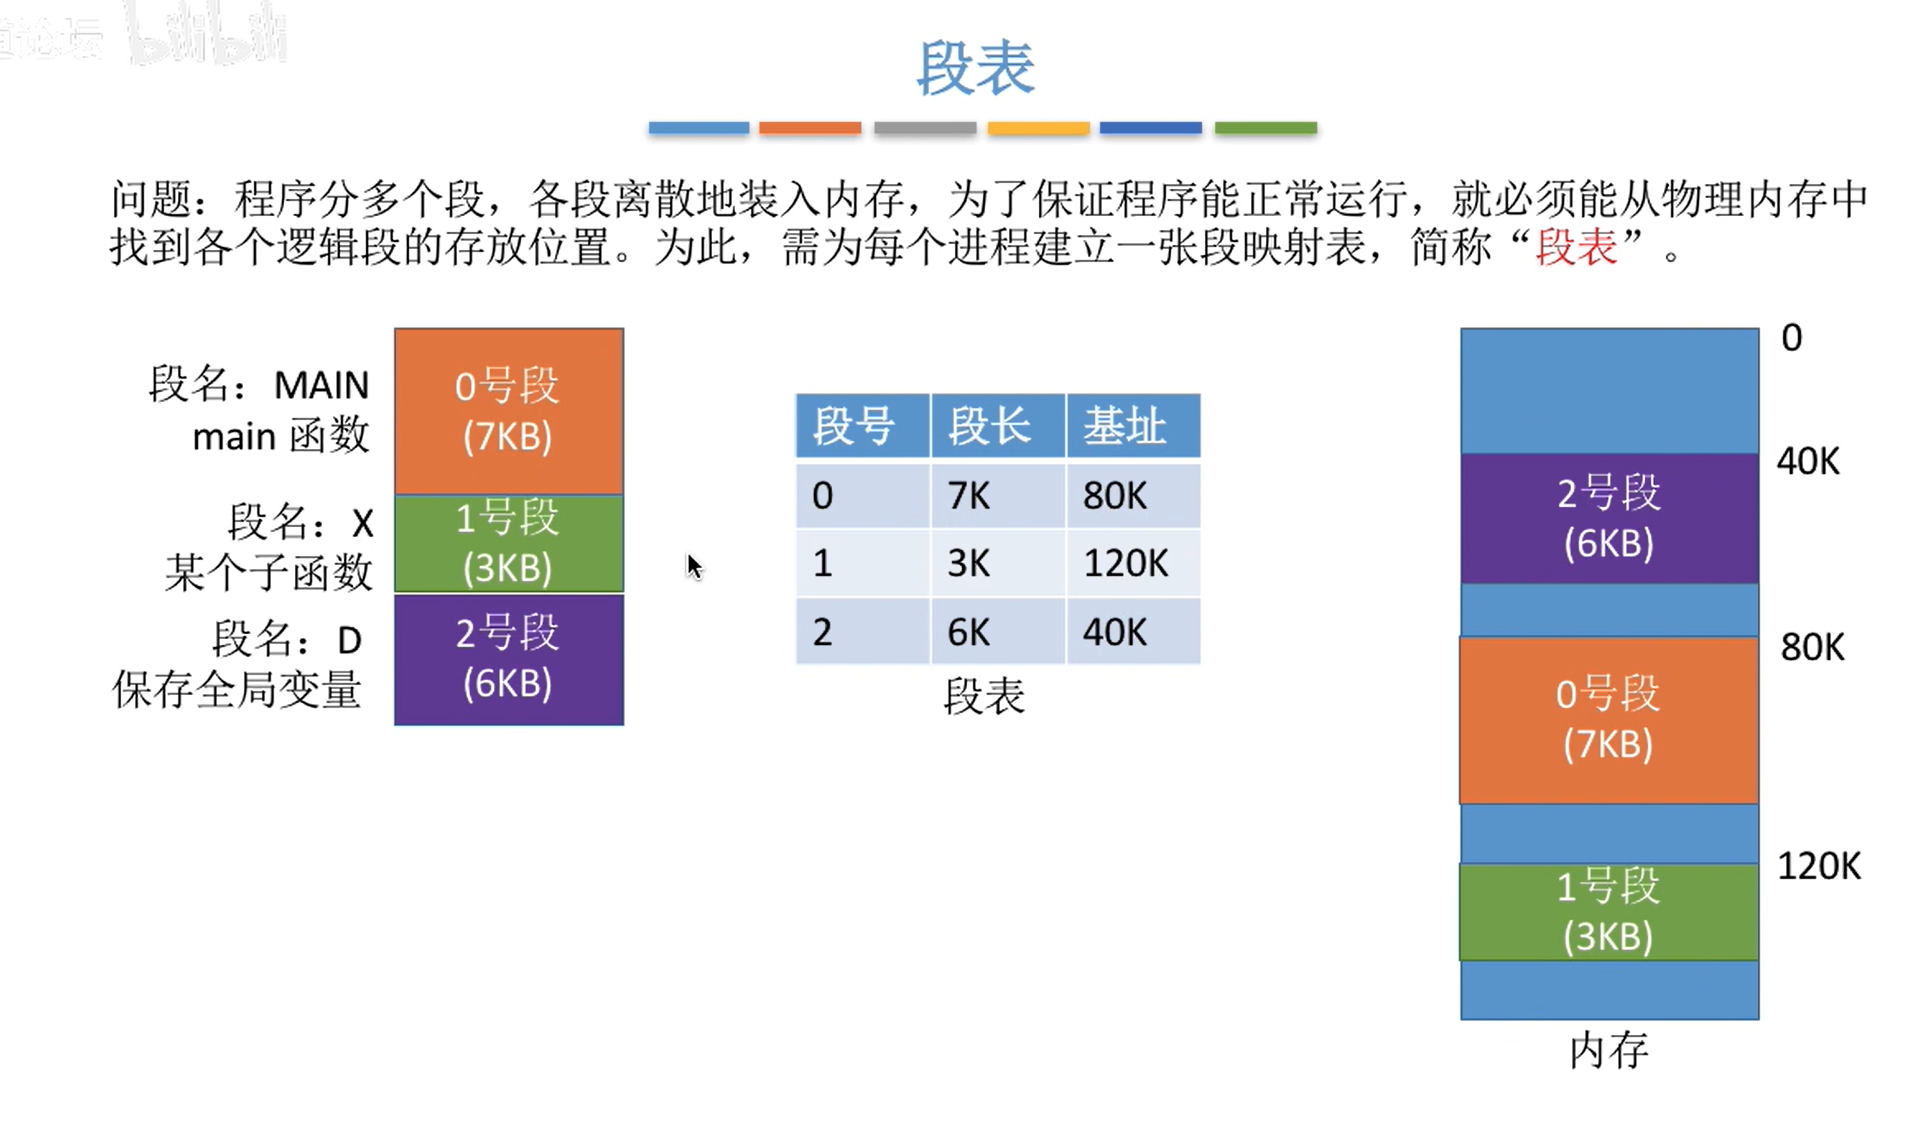 论坛 bilibili
段表
问题：程序分多个段，各段离散地装入内存，为了保证程序能正常运行，就必须能从物理内存中
找到各个逻辑段的存放位置。为此，需为每个进程建立一张段映射表，简称“段表”。
段名：MAIN
main 函数
段名：X
某个子函数
段名：D
保存全局变量
0号段
(7KB)
1号段
(3KB)
2号段
(6KB)
段号 段长 基址
0 7K 80K
1 3K 120K
2 6K 40K
段表
0
40K
2号段
(6KB)
80K
0号段
(7KB)
120K
1号段
(3KB)
内存